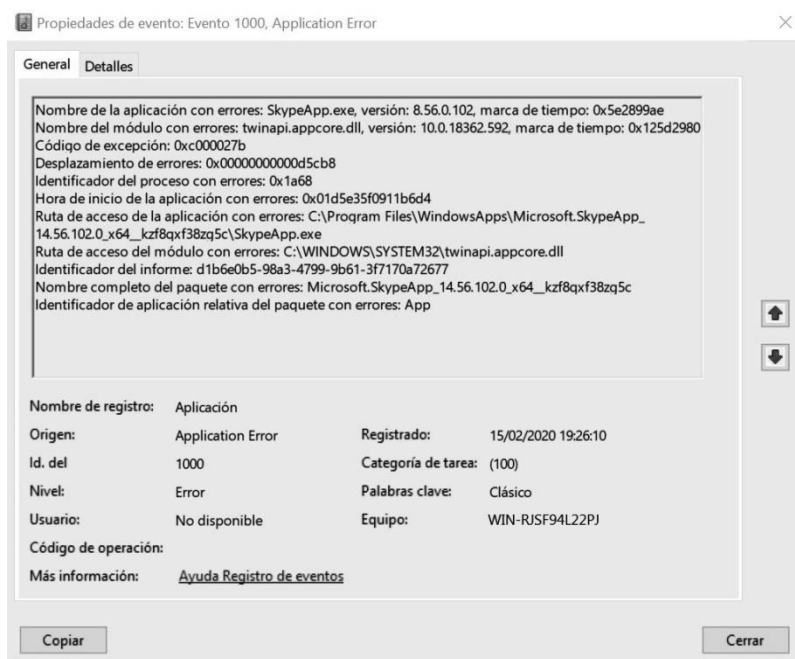 Propiedades de evento: Evento 1000, Application Error
General Detalles
Nombre de la aplicación con errores: SkypeApp.exe, versión: 8.56.0.102, marca de tiempo: 0x5e2899ae
Nombre del módulo con errores: twinapi.appcore.dll, versión: 10.0.18362.592, marca de tiempo: 0x125d2980
Código de excepción: 0xc000027b
Desplazamiento de errores: 0x00000000000d5cb8
Identificador del proceso con errores: 0x1a68
Hora de inicio de la aplicación con errores: 0x01d5e35f0911b6d4
Ruta de acceso de la aplicación con errores: C:\Program Files\WindowsApps\Microsoft.SkypeApp_
14.56.102.0_x64__kzf8qxf38zq5c\SkypeApp.exe
Ruta de acceso del módulo con errores: C:\WINDOWS\SYSTEM32\twinapi.appcore.dll
Identificador del informe: d1b6e0b5-98a3-4799-9b61-3f7170a72677
Nombre completo del paquete con errores: Microsoft.SkypeApp_14.56.102.0_x64__kzf8qxf38zq5c
Identificador de aplicación relativa del paquete con errores: App
Nombre de registro: Aplicación
Origen: Application Error Registrado: 15/02/2020 19:26:10
Id. del 1000 Categoría de tarea: (100)
Nivel: Error Palabras clave: Clásico
Usuario: No disponible Equipo: WIN-RJSF94L22PJ
Código de operación:
Más información: Ayuda Registro de eventos
Copiar Cerrar